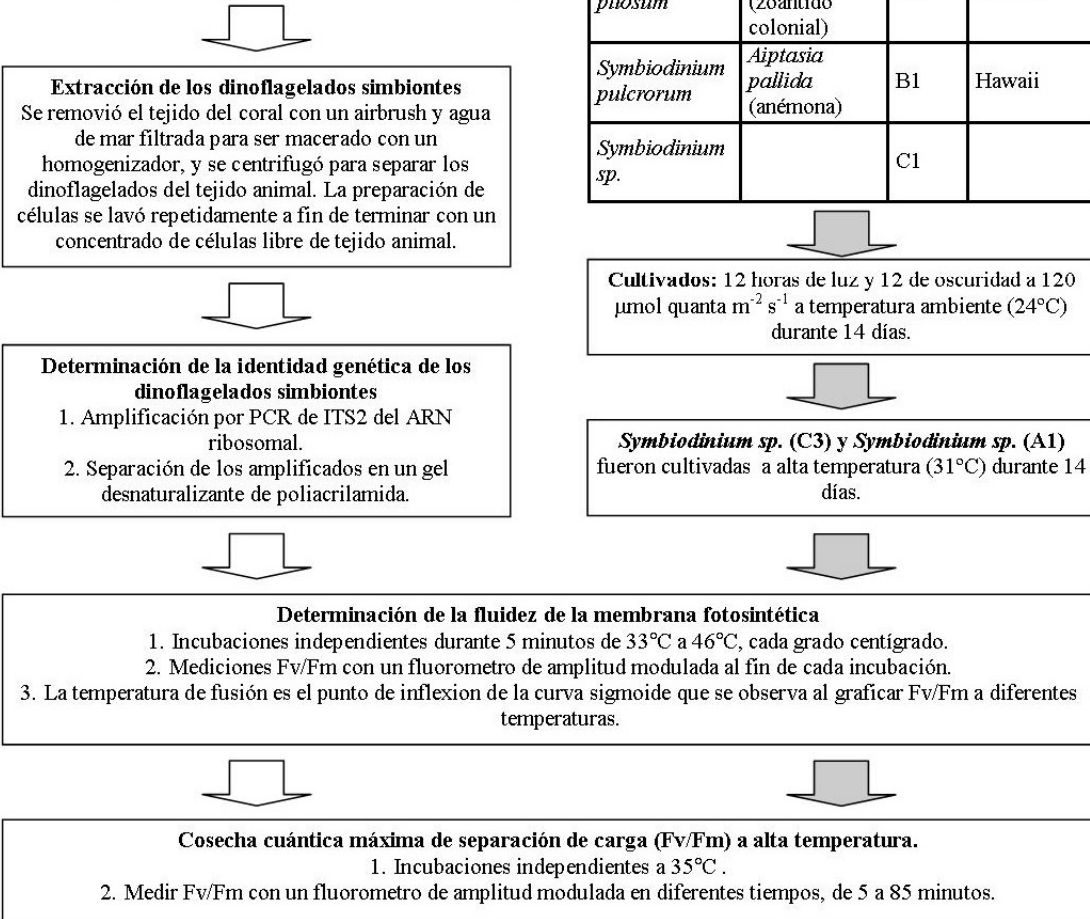 Extracción de los dinoflagelados simbiontes
Se removió el tejido del coral con un airbrush y agua
de mar filtrada para ser macerado con un
homogenizador, y se centrifugó para separar los
dinoflagelados del tejido animal. La preparación de
células se lavó repetidamente a fin de terminar con un
concentrado de células libre de tejido animal.
Determinación de la identidad genética de los
dinoflagelados simbiontes
1. Amplificación por PCR de ITS2 del ARN
ribosomal.
2. Separación de los amplificados en un gel
desnaturalizante de poliacrilamida.
pilosum
(zoántido
colonial)
Symbiodinium
pulcrorum
Aiptasia
pallida
(anémona)
B1
Hawaii
Symbiodinium
sp.
C1
Cultivados: 12 horas de luz y 12 de oscuridad a 120
µmol quanta m⁻² s⁻¹ a temperatura ambiente (24°C)
durante 14 días.
Symbiodinium sp. (C3) y Symbiodinium sp. (A1)
fueron cultivadas a alta temperatura (31°C) durante 14
días.
Determinación de la fluidez de la membrana fotosintética
1. Incubaciones independientes durante 5 minutos de 33°C a 46°C, cada grado centígrado.
2. Mediciones Fv/Fm con un fluorometro de amplitud modulada al fin de cada incubación.
3. La temperatura de fusión es el punto de inflexion de la curva sigmoide que se observa al graficar Fv/Fm a diferentes
temperaturas.
Cosecha cuántica máxima de separación de carga (Fv/Fm) a alta temperatura.
1. Incubaciones independientes a 35°C .
2. Medir Fv/Fm con un fluorometro de amplitud modulada en diferentes tiempos, de 5 a 85 minutos.